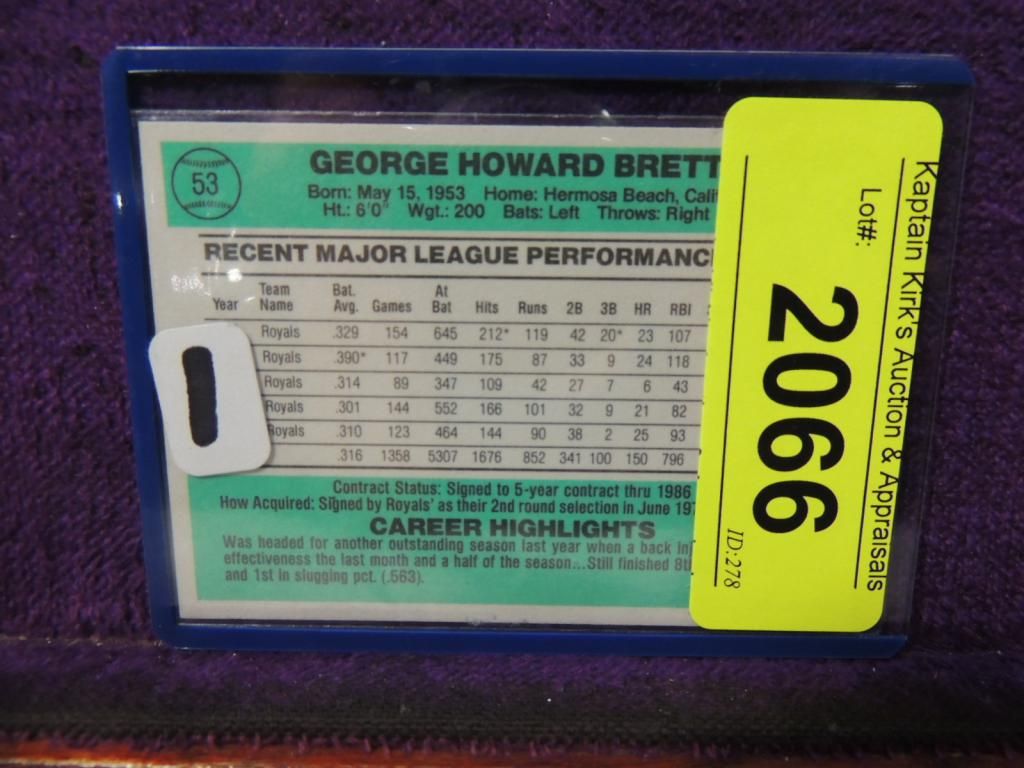 53
GEORGE HOWARD BRETT
Born: May 15, 1953 Home: Hermosa Beach,
Ht.: 6'0" Wgt.: 200 Bats: Left Throws: Right
RECENT MAJOR LEAGUE
Year Team Name Bat. Avg. Games At Bat Hits Runs 2B 3B HR RBI
Royals .329 154 645 212* 119 42 20* 23 107
Royals .390* 117 449 175 87 33 9 24 118
Royals .314 89 347 109 42 27 7 6 43
Royals .301 144 552 166 101 32 9 21 82
Royals .310 123 464 144 90 38 2 25 93
.316 1358 5307 1676 852 341 100 150 796
Contract Status: Signed to 5-year contract thru 1986
How Acquired: Signed by Royals' as their 2nd round selection in June
CAREER HIGHLIGHTS
Was headed for another outstanding season last year when a back
effectiveness the last month and a half of the season...Still finished
and 1st in slugging pct. (.563).
Kaptain Kirk's Auction & Appraisals
Lot#:
2066
ID:278